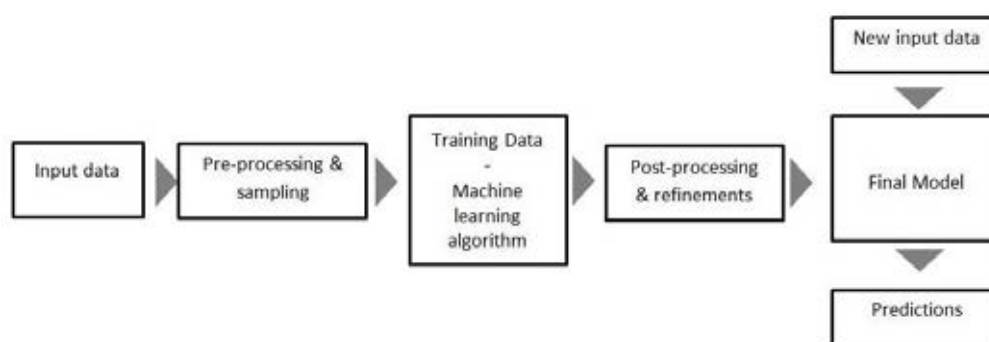 Input data
Pre-processing &
sampling
Training Data
-
Machine
learning
algorithm
Post-processing
& refinements
New input data
Final Model
Predictions